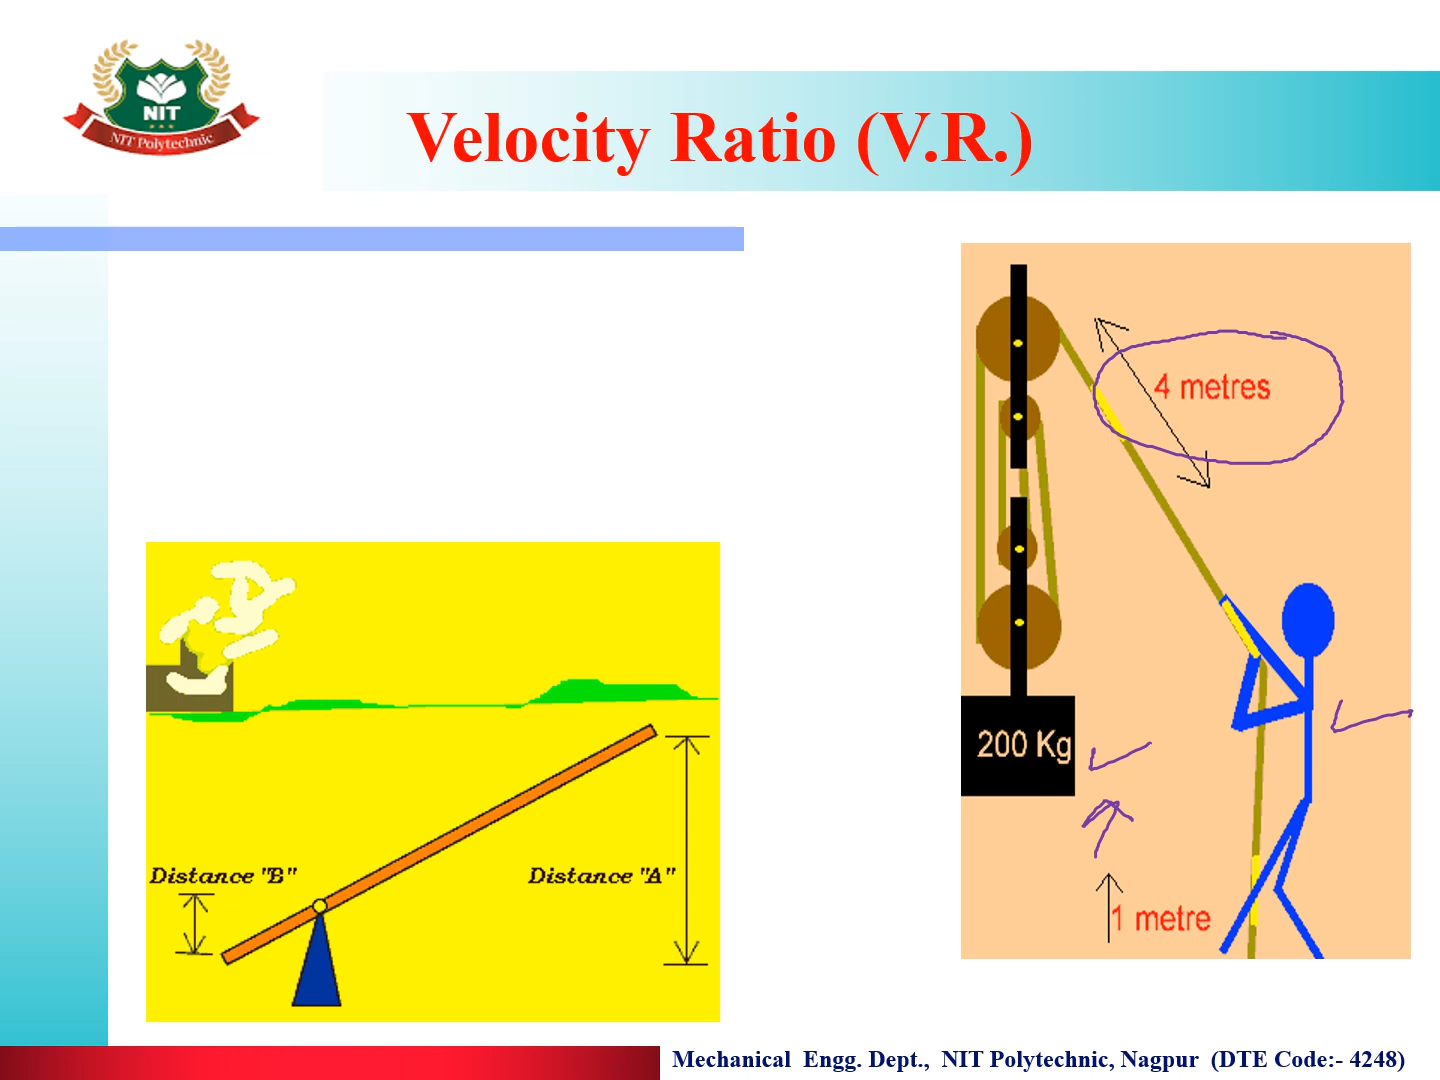 NIT
NIT Polytechnic
Velocity Ratio (V.R.)
4 metres
200 Kg
1 metre
Distance "B"
Distance "A"
Mechanical Engg. Dept., NIT Polytechnic, Nagpur (DTE Code:- 4248)